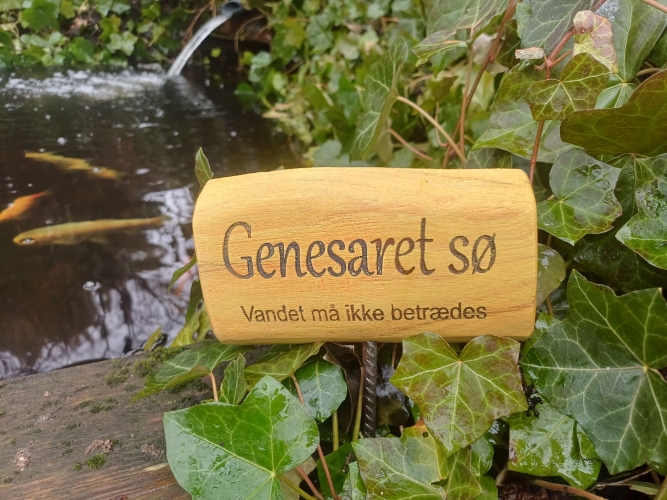 Genesaret sø
Vandet må ikke betrædes